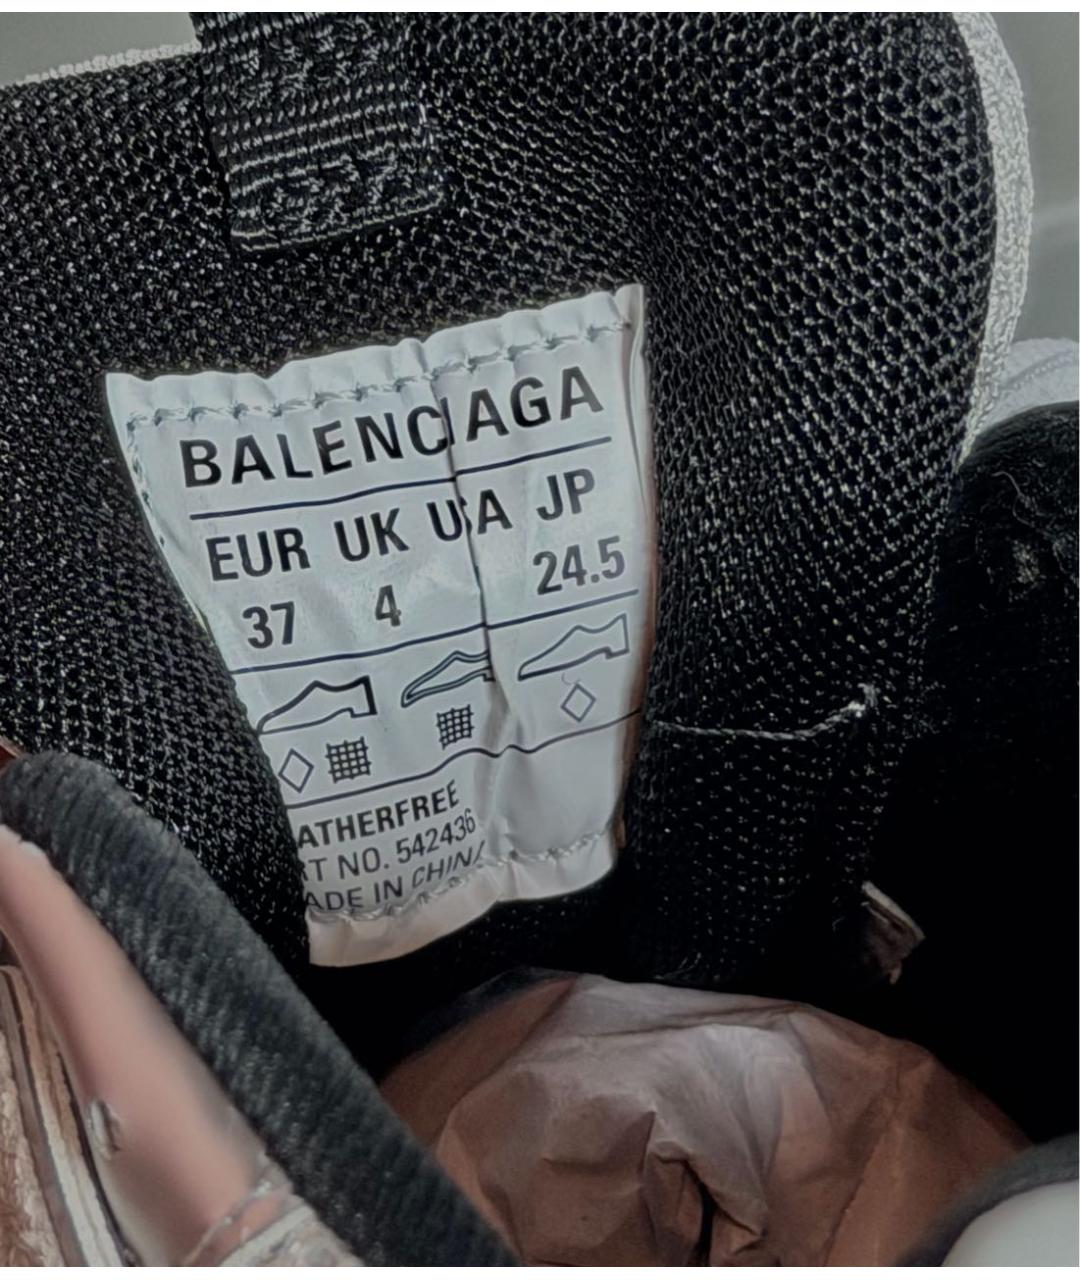 BALENCIAGA
EUR UK USA JP
37 4 24.5
ATHERFREE
RT NO. 542436
ADE IN CHINA